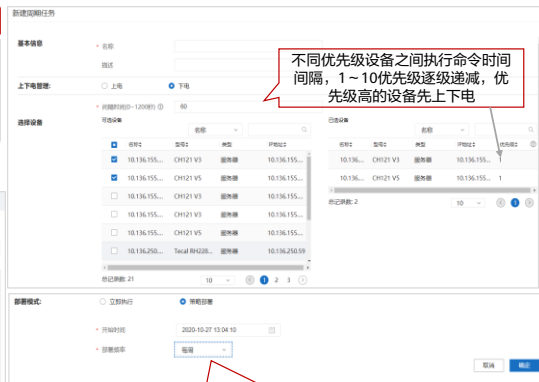 新建周期任务
基本信息
* 名称
描述
不同优先级设备之间执行命令时间
间隔，1～10优先级逐级递减，优
先级高的设备先上下电
上下电管理:
上电
下电
* 间隔时间(0~1200秒)
60
选择设备
可选设备
已选设备
名称
名称
名称 型号 类型 IP地址
名称 型号 类型 IP地址 优先级
10.136.155.... CH121 V3 服务器 10.136.155....
10.136.... CH121 V3 服务器 10.136.155.... 1
10.136.155.... CH121 V5 服务器 10.136.155....
10.136.... CH121 V5 服务器 10.136.155.... 1
10.136.155.... CH121 V3 服务器 10.136.155....
总记录数: 2 10 1
10.136.155.... CH121 V3 服务器 10.136.155....
10.136.155.... CH121 V5 服务器 10.136.155....
10.136.250.... Tecal RH228... 服务器 10.136.250.59
总记录数: 21 10 1 2 3
部署模式:
立即执行
策略部署
* 开始时间
2020-10-27 13:04:10
* 部署频率
每周
取消
确定